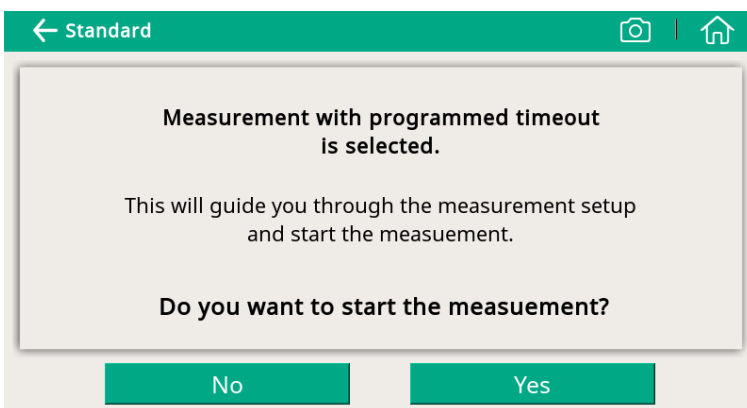 Standard
Measurement with programmed timeout
is selected.
This will guide you through the measurement setup
and start the measuement.
Do you want to start the measuement?
No
Yes